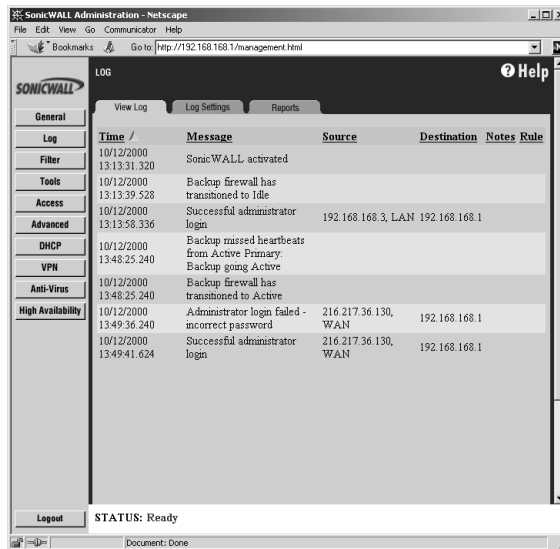 SonicWALL Administration - Netscape
File Edit View Go Communicator Help
Bookmarks Go to: http://192.168.168.1/management.html
SONICWALL
LOG
Help
View Log Log Settings Reports
General
Log
Filter
Tools
Access
Advanced
DHCP
VPN
Anti-Virus
High Availability
Logout
Time Message Source Destination Notes Rule
10/12/2000
13:13:31.320
SonicWALL activated
10/12/2000
13:13:39.528
Backup firewall has
transitioned to Idle
10/12/2000
13:13:58.336
Successful administrator
login
192.168.168.3, LAN 192.168.168.1
10/12/2000
13:48:25.240
Backup missed heartbeats
from Active Primary:
Backup going Active
10/12/2000
13:48:25.240
Backup firewall has
transitioned to Active
10/12/2000
13:49:36.240
Administrator login failed -
incorrect password
216.217.36.130,
WAN
192.168.168.1
10/12/2000
13:49:41.624
Successful administrator
login
216.217.36.130,
WAN
192.168.168.1
STATUS: Ready
Document: Done